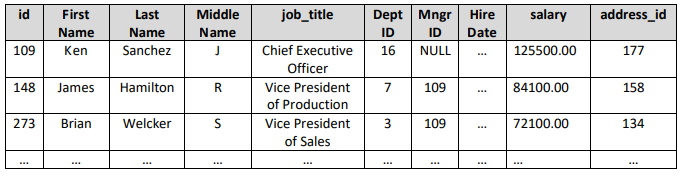 id First Name Last Name Middle Name job_title Dept ID Mngr ID Hire Date salary address_id
109 Ken Sanchez J Chief Executive Officer 16 NULL ... 125500.00 177
148 James Hamilton R Vice President of Production 7 109 ... 84100.00 158
273 Brian Welcker S Vice President of Sales 3 109 ... 72100.00 134
... ... ... ... ... ... ... ... ... ...